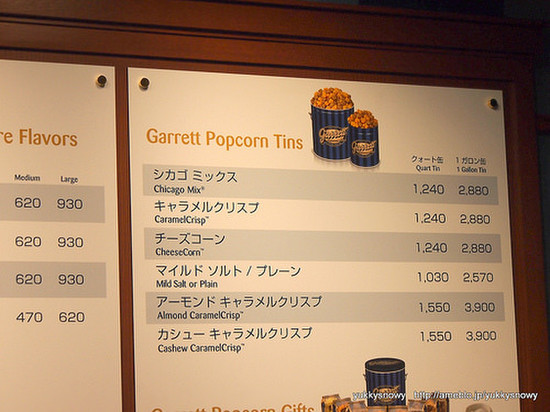 re Flavors
Medium Large
620 930
620 930
620 930
470 620
Garrett Popcorn Tins
Garrett
Garrett
クォート缶 1 ガロン缶
Quart Tin 1 Gallon Tin
シカゴ ミックス
Chicago Mix®
1,240 2,880
キャラメルクリスプ
CaramelCrisp™
1,240 2,880
チーズコーン
CheeseCorn™
1,240 2,880
マイルド ソルト / プレーン
Mild Salt or Plain
1,030 2,570
アーモンド キャラメルクリスプ
Almond CaramelCrisp™
1,550 3,900
カシュー キャラメルクリスプ
Cashew CaramelCrisp™
1,550 3,900
Garrett Popcorn Gifts
Garrett
yukkysnowy http://ameblo.jp/yukkysnowy